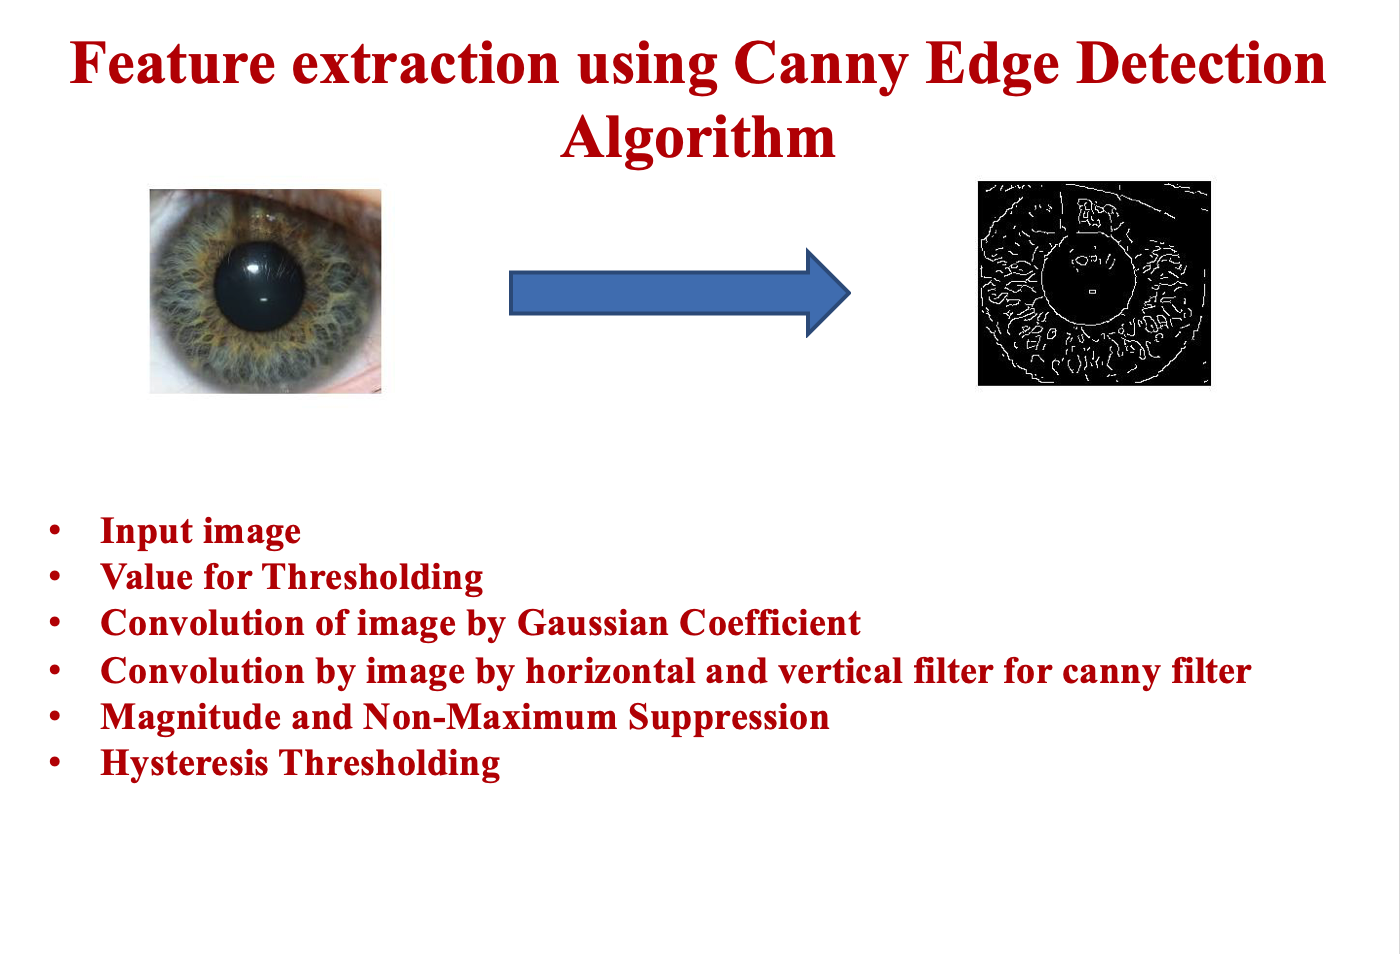 Feature extraction using Canny Edge Detection
Algorithm
• Input image
• Value for Thresholding
• Convolution of image by Gaussian Coefficient
• Convolution by image by horizontal and vertical filter for canny filter
• Magnitude and Non-Maximum Suppression
• Hysteresis Thresholding